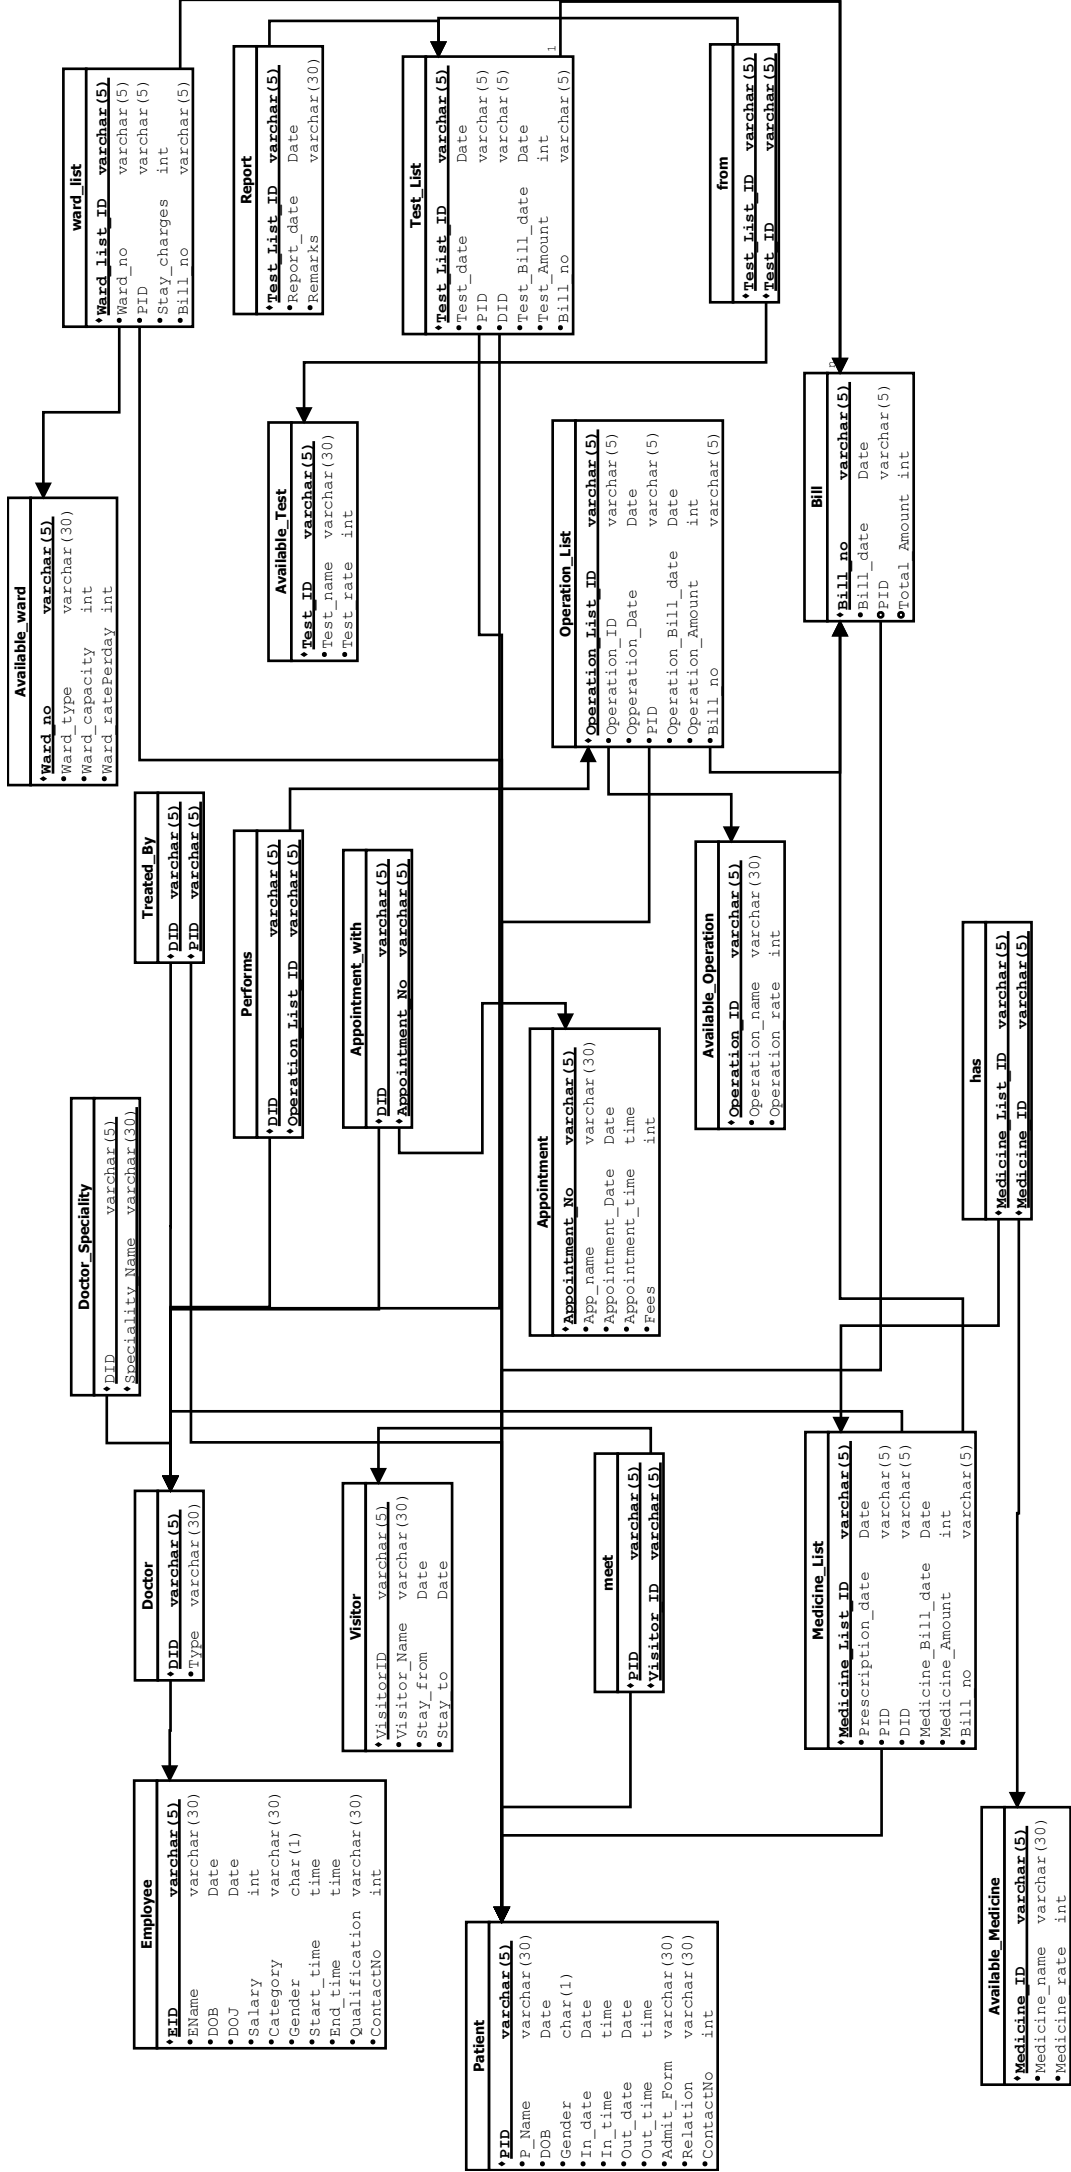 Employee
EID varchar(5)
EName varchar(30)
DOB Date
DOJ Date
Salary int
Category varchar(30)
Gender char(1)
Start_time time
End_time time
Qualification varchar(30)
ContactNo int
Doctor
DID varchar(5)
Type varchar(30)
Doctor_Speciality
DID varchar(5)
Speciality_Name varchar(30)
Treated_By
DID varchar(5)
PID varchar(5)
Available_ward
Ward_no varchar(5)
Ward_type varchar(30)
Ward_capacity int
Ward_ratePerday int
ward_list
Ward_list_ID varchar(5)
Ward_no varchar(5)
PID varchar(5)
Stay_charges int
Bill_no varchar(5)
Visitor
VisitorID varchar(5)
Visitor_Name varchar(30)
Stay_from Date
Stay_to Date
Performs
DID varchar(5)
Operation_List_ID varchar(5)
Appointment_with
DID varchar(5)
Appointment_No varchar(5)
Available_Test
Test_ID varchar(5)
Test_name varchar(30)
Test_rate int
Report
Test_List_ID varchar(5)
Report_date Date
Remarks varchar(30)
Patient
PID varchar(5)
P_Name varchar(30)
DOB Date
Gender char(1)
In_date Date
In_time time
Out_date Date
Out_time time
Admit_Form varchar(30)
Relation varchar(30)
ContactNo int
meet
PID varchar(5)
Visitor_ID varchar(5)
Appointment
Appointment_No varchar(5)
App_name varchar(30)
Appointment_Date Date
Appointment_time time
Fees int
Operation_List
Operation_List_ID varchar(5)
Operation_ID varchar(5)
Opperation_Date Date
PID varchar(5)
Operation_Bill_date Date
Operation_Amount int
Bill_no varchar(5)
Test_List
Test_List_ID varchar(5)
Test_date Date
PID varchar(5)
DID varchar(5)
Test_Bill_date Date
Test_Amount int
Bill_no varchar(5)
1
from
Test_List_ID varchar(5)
Test_ID varchar(5)
Medicine_List
Medicine_List_ID varchar(5)
Prescription_date Date
PID varchar(5)
DID varchar(5)
Medicine_Bill_date Date
Medicine_Amount int
Bill_no varchar(5)
Available_Operation
Operation_ID varchar(5)
Operation_name varchar(30)
Operation_rate int
Bill
Bill_no varchar(5)
Bill_date Date
PID varchar(5)
Total_Amount int
Available_Medicine
Medicine_ID varchar(5)
Medicine_name varchar(30)
Medicine_rate int
has
Medicine_List_ID varchar(5)
Medicine_ID varchar(5)